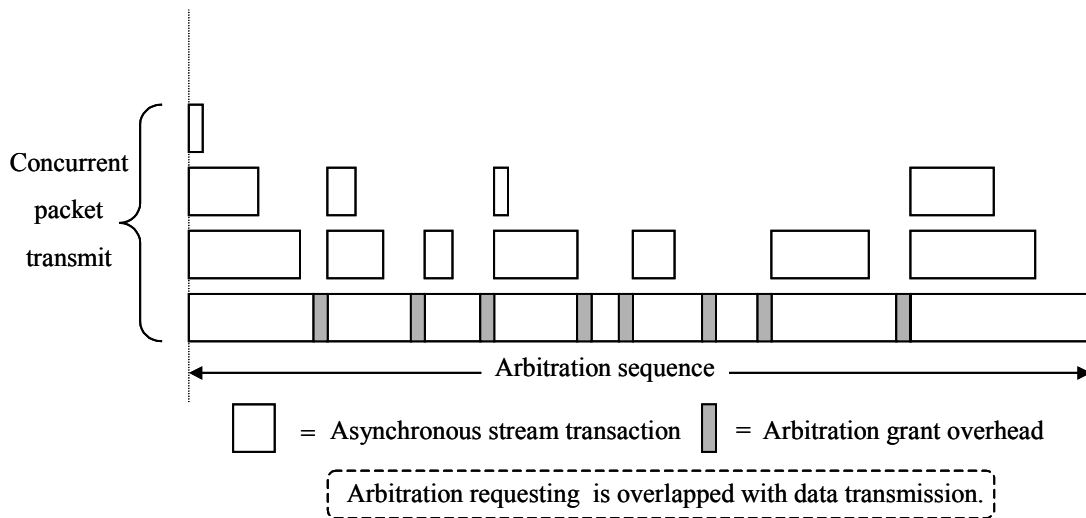 Concurrent
packet
transmit
Arbitration sequence
= Asynchronous stream transaction
= Arbitration grant overhead
Arbitration requesting is overlapped with data transmission.